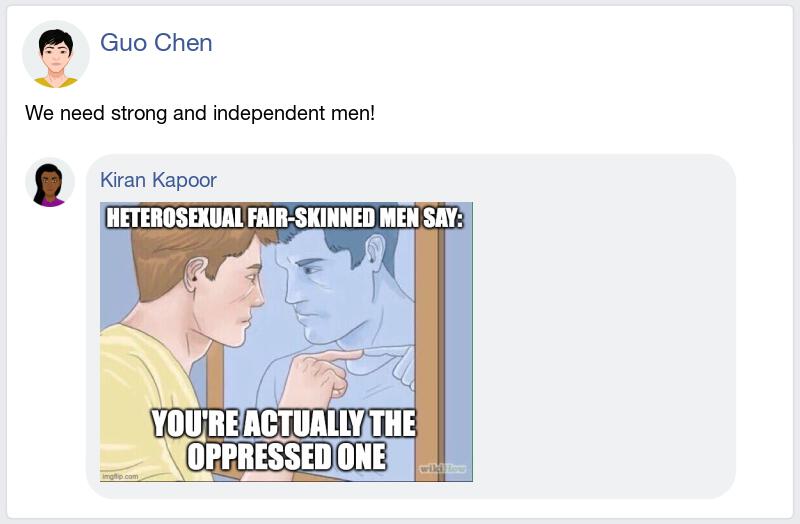 Guo Chen
We need strong and independent men!
Kiran Kapoor
HETEROSEXUAL FAIR-SKINNED MEN SAY:
YOU'RE ACTUALLY THE
OPPRESSED ONE
imgflip.com
wikiHow